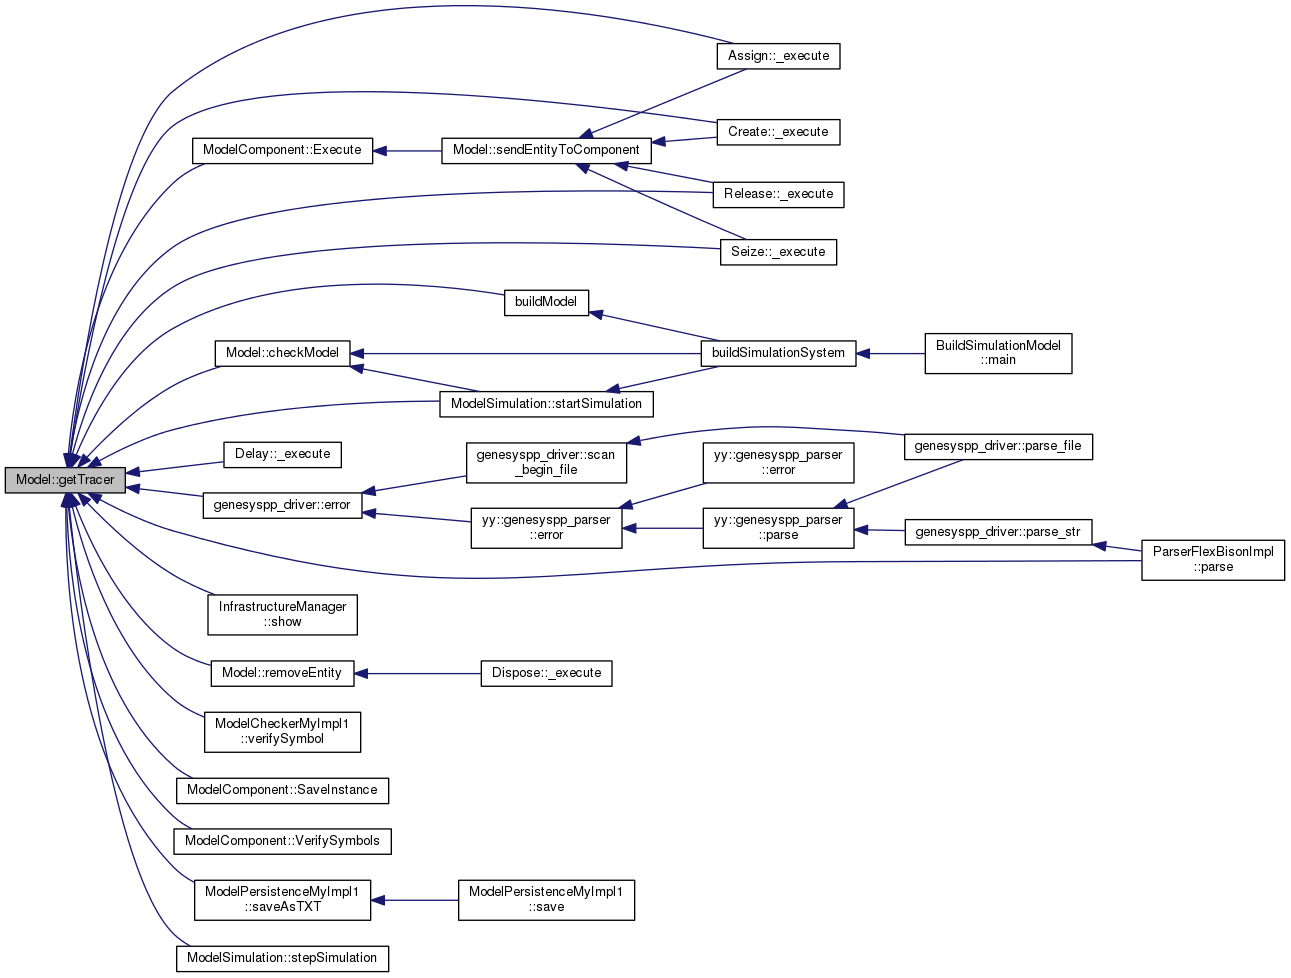 Assign::_execute
Create::_execute
ModelComponent::Execute
Model::sendEntityToComponent
Release::_execute
Seize::_execute
buildModel
Model::checkModel
buildSimulationSystem
BuildSimulationModel
::main
ModelSimulation::startSimulation
Delay::_execute
genesyspp_driver::scan
_begin_file
yy::genesyspp_parser
::error
genesyspp_driver::parse_file
Model::getTracer
genesyspp_driver::error
yy::genesyspp_parser
::error
yy::genesyspp_parser
::parse
genesyspp_driver::parse_str
ParserFlexBisonImpl
::parse
InfrastructureManager
::show
Model::removeEntity
Dispose::_execute
ModelCheckerMyImpl1
::verifySymbol
ModelComponent::SaveInstance
ModelComponent::VerifySymbols
ModelPersistenceMyImpl1
::saveAsTXT
ModelPersistenceMyImpl1
::save
ModelSimulation::stepSimulation